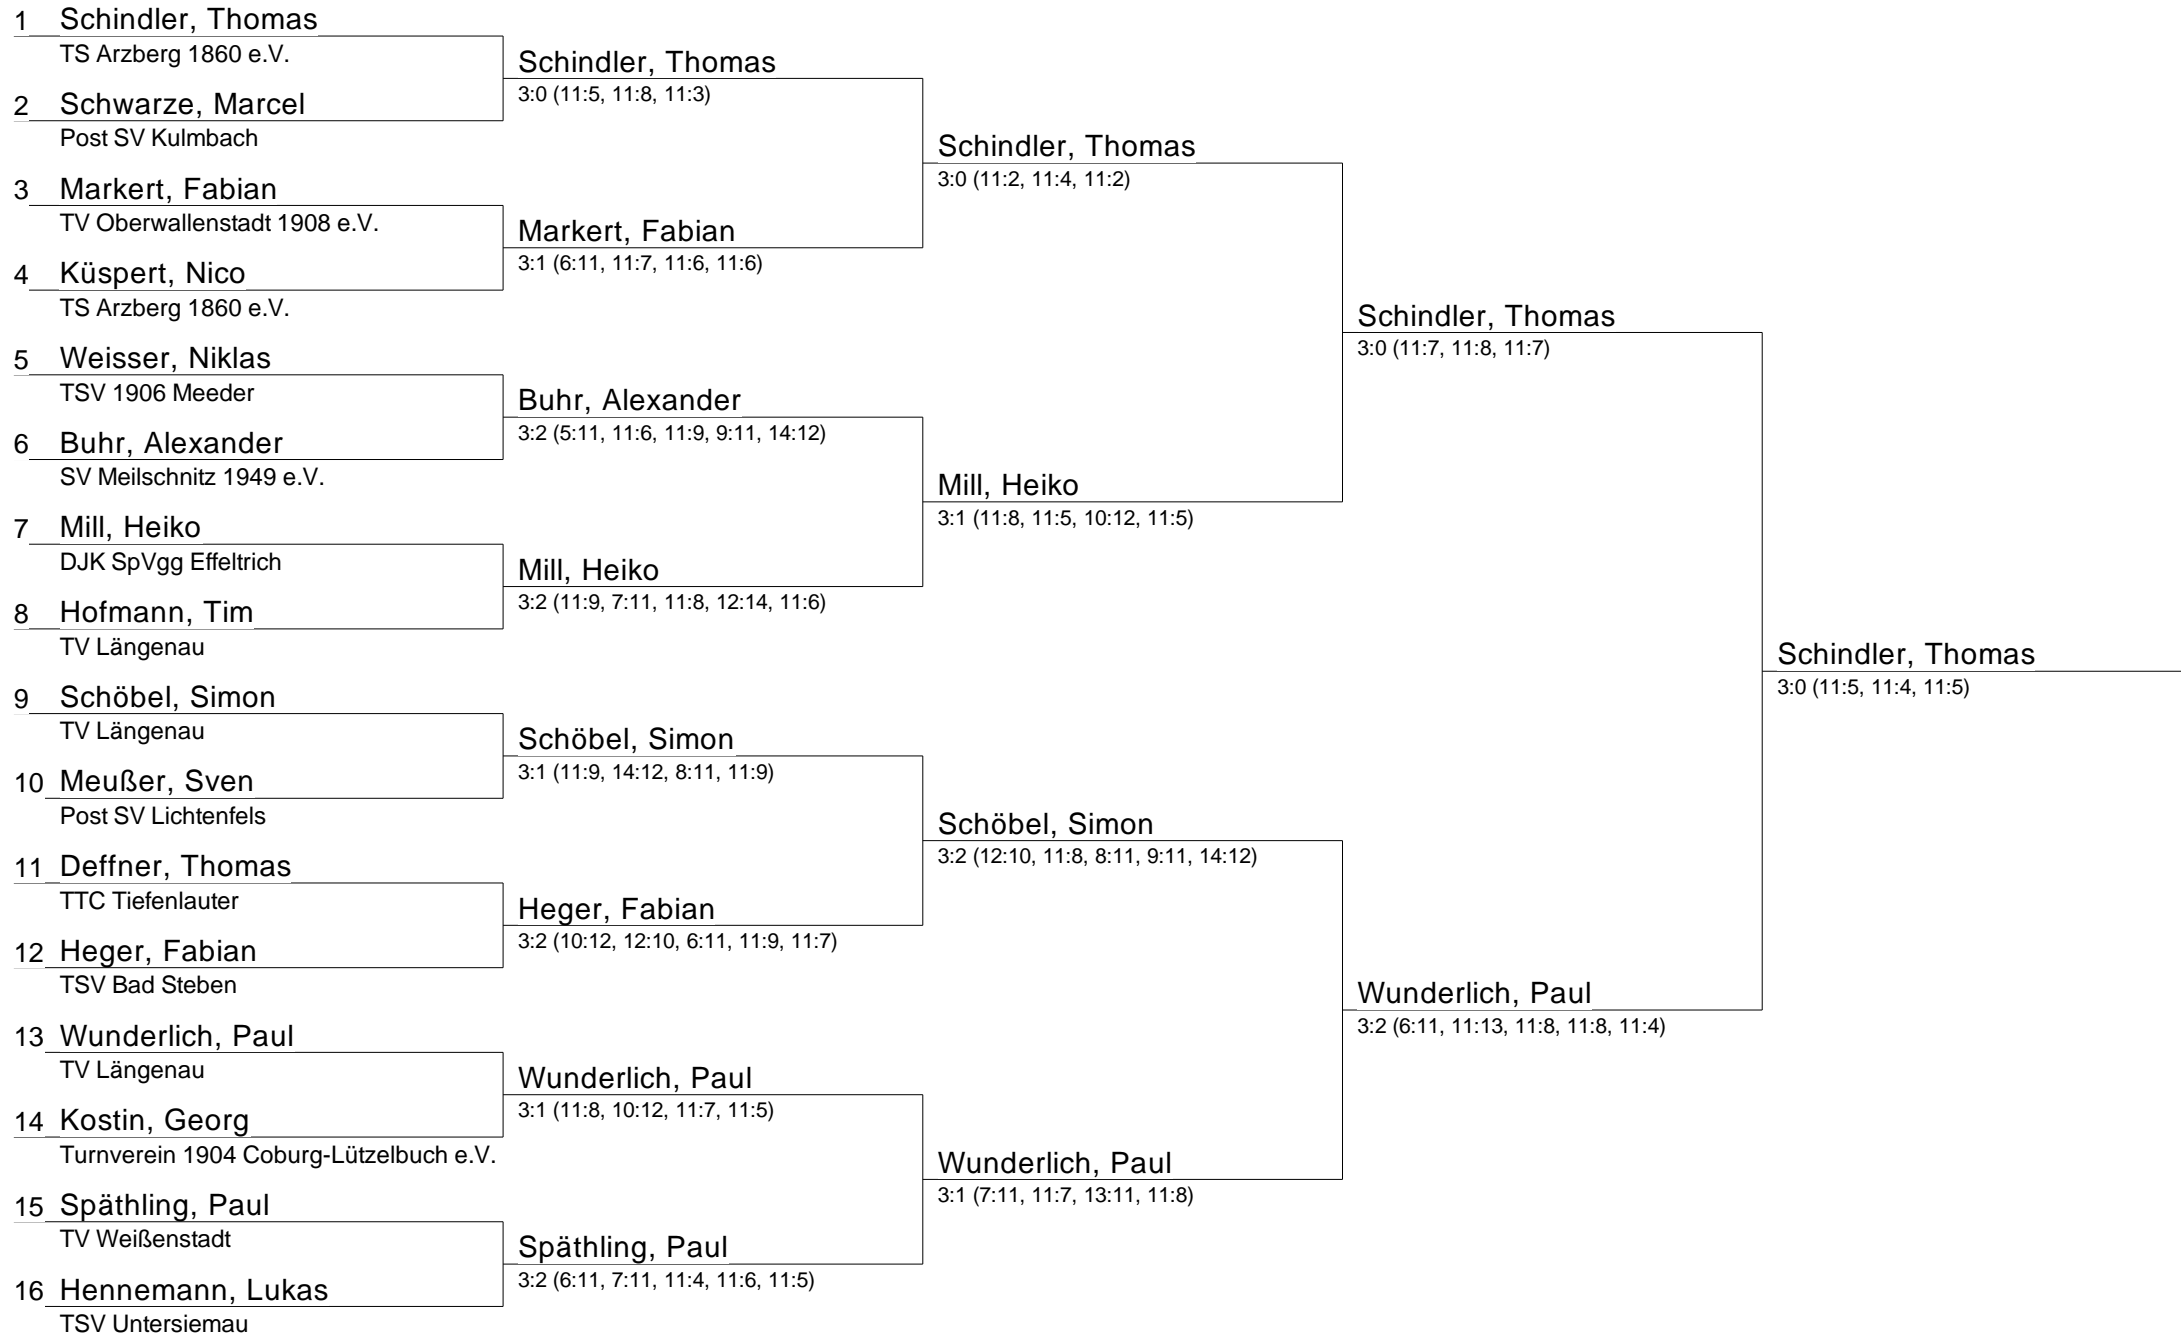 1 Schindler, Thomas
TS Arzberg 1860 e.V.
2 Schwarze, Marcel
Post SV Kulmbach
3 Markert, Fabian
TV Oberwallenstadt 1908 e.V.
4 Küspert, Nico
TS Arzberg 1860 e.V.
5 Weisser, Niklas
TSV 1906 Meeder
6 Buhr, Alexander
SV Meilschnitz 1949 e.V.
7 Mill, Heiko
DJK SpVgg Effeltrich
8 Hofmann, Tim
TV Längenau
9 Schöbel, Simon
TV Längenau
10 Meußer, Sven
Post SV Lichtenfels
11 Deffner, Thomas
TTC Tiefenlauter
12 Heger, Fabian
TSV Bad Steben
13 Wunderlich, Paul
TV Längenau
14 Kostin, Georg
Turnverein 1904 Coburg-Lützelbuch e.V.
15 Späthling, Paul
TV Weißenstadt
16 Hennemann, Lukas
TSV Untersiemau
Schindler, Thomas
3:0 (11:5, 11:8, 11:3)
Markert, Fabian
3:1 (6:11, 11:7, 11:6, 11:6)
Buhr, Alexander
3:2 (5:11, 11:6, 11:9, 9:11, 14:12)
Mill, Heiko
3:2 (11:9, 7:11, 11:8, 12:14, 11:6)
Schöbel, Simon
3:1 (11:9, 14:12, 8:11, 11:9)
Heger, Fabian
3:2 (10:12, 12:10, 6:11, 11:9, 11:7)
Wunderlich, Paul
3:1 (11:8, 10:12, 11:7, 11:5)
Späthling, Paul
3:2 (6:11, 7:11, 11:4, 11:6, 11:5)
Schindler, Thomas
3:0 (11:2, 11:4, 11:2)
Mill, Heiko
3:1 (11:8, 11:5, 10:12, 11:5)
Schöbel, Simon
3:2 (12:10, 11:8, 8:11, 9:11, 14:12)
Wunderlich, Paul
3:1 (7:11, 11:7, 13:11, 11:8)
Schindler, Thomas
3:0 (11:7, 11:8, 11:7)
Wunderlich, Paul
3:2 (6:11, 11:13, 11:8, 11:8, 11:4)
Schindler, Thomas
3:0 (11:5, 11:4, 11:5)